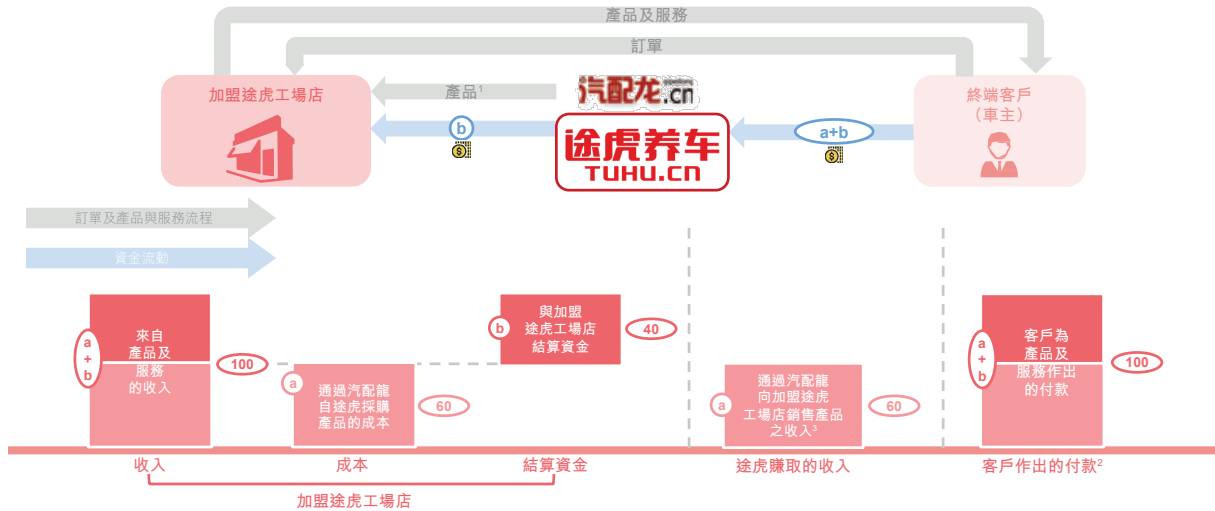 產品及服務
訂單
加盟途虎工場店
產品1
汽配龙.cn
b
途虎养车
TUHU.CN
a+b
終端客戶
（車主）
訂單及產品與服務流程
資金流動
a
+
b
來自
產品及
服務
的收入
100
a
通過汽配龍
自途虎採購
產品的成本
60
b
與加盟
途虎工場店
結算資金
40
a
通過汽配龍
向加盟途虎
工場店銷售產品
之收入3
60
a
+
b
客戶為
產品及
服務作出
的付款
100
收入
成本
結算資金
途虎賺取的收入
客戶作出的付款2
加盟途虎工場店